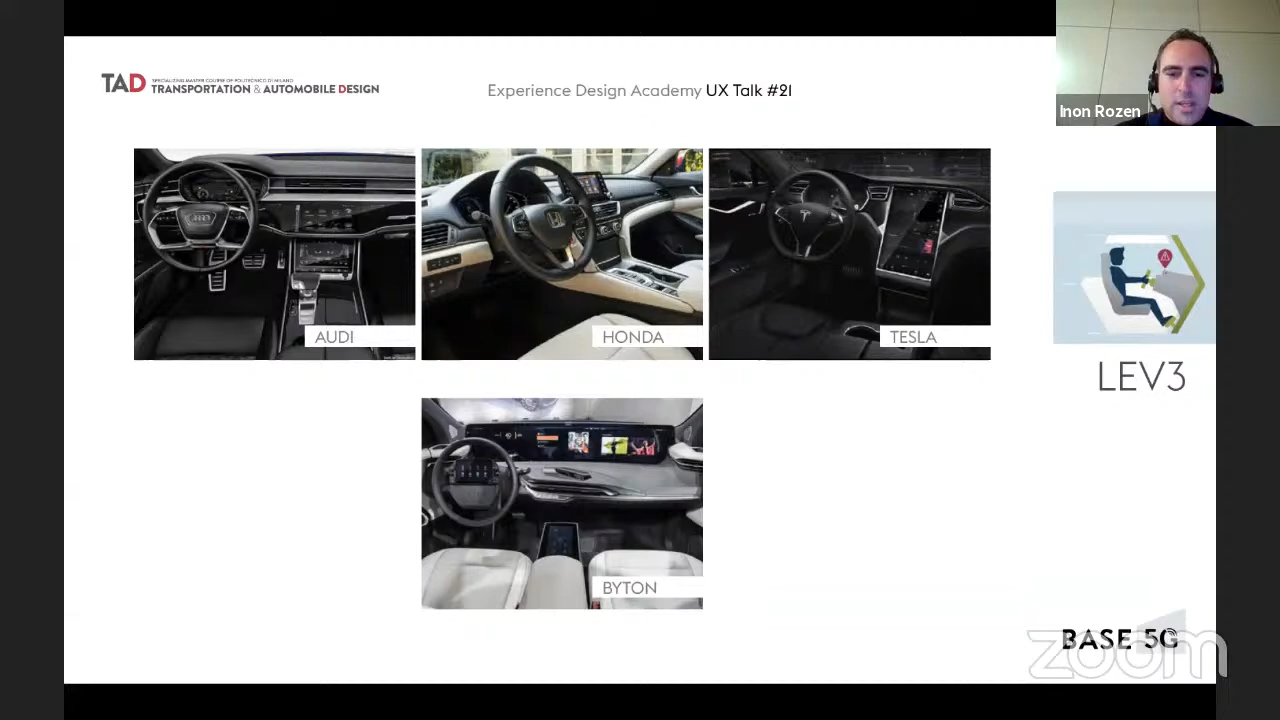 TAD
SPECIALIZING MASTER COURSE OF POLITECNICO DI MILANO
TRANSPORTATION & AUTOMOBILE DESIGN
Experience Design Academy UX Talk #21
Inon Rozen
AUDI
HONDA
TESLA
LEV3
BYTON
BASE 5G
zoom